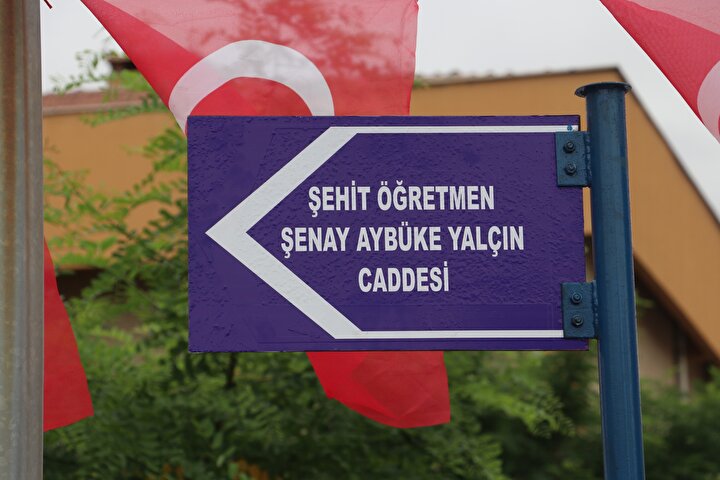 ŞEHİT ÖĞRETMEN
ŞENAY AYBÜKE YALÇIN
CADDESİ